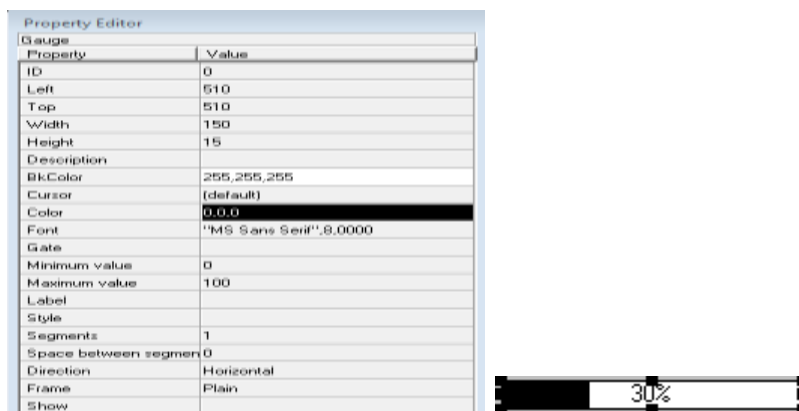 Property Editor
Gauge
Property Value
ID 0
Left 510
Top 510
Width 150
Height 15
Description
BkColor 255,255,255
Cursor (default)
Color 0,0,0
Font "MS Sans Serif",8.0000
Gate
Minimum value 0
Maximum value 100
Label
Style
Segments 1
Space between segmen 0
Direction Horizontal
Frame Plain
Show
30%